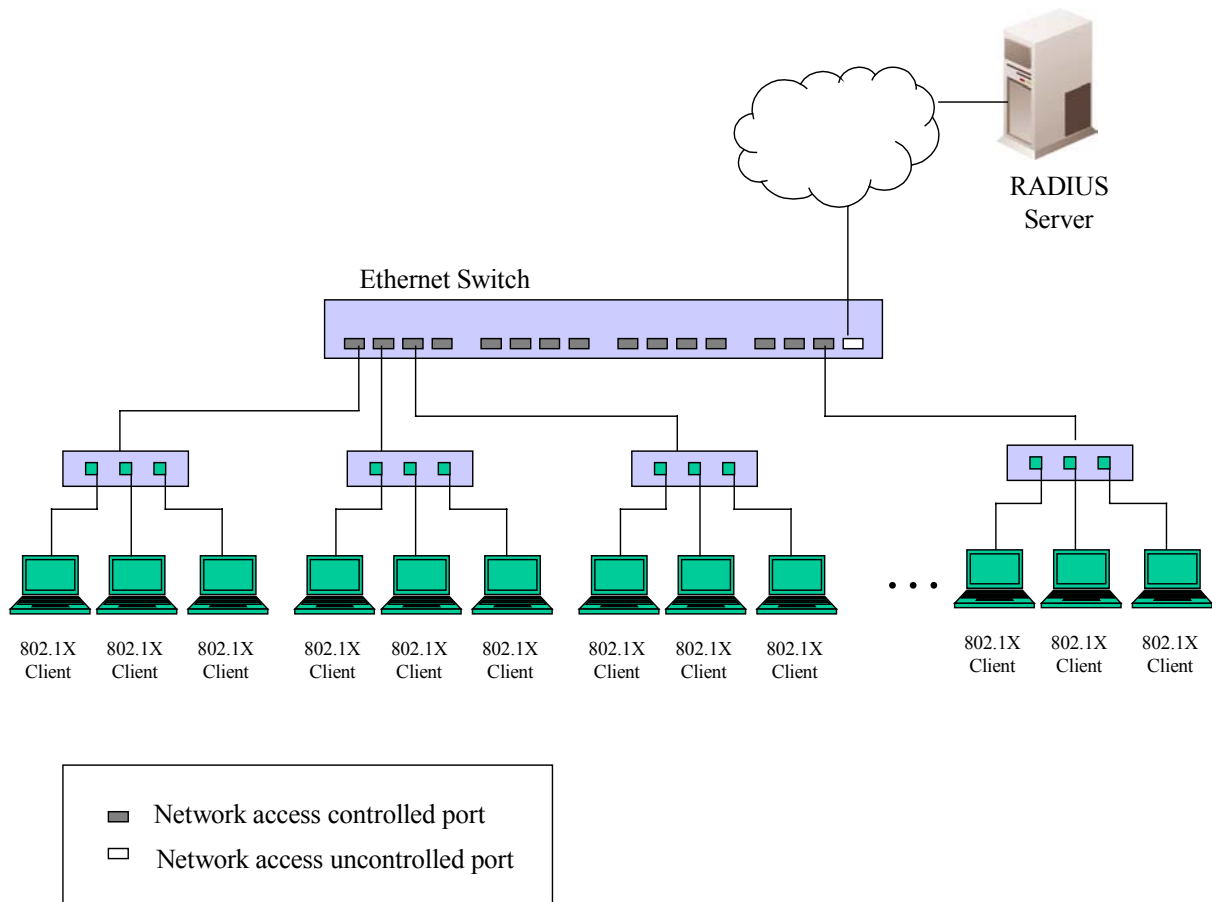 RADIUS
Server
Ethernet Switch
802.1X
Client
802.1X
Client
802.1X
Client
802.1X
Client
802.1X
Client
802.1X
Client
802.1X
Client
802.1X
Client
802.1X
Client
. . .
802.1X
Client
802.1X
Client
802.1X
Client
Network access controlled port
Network access uncontrolled port